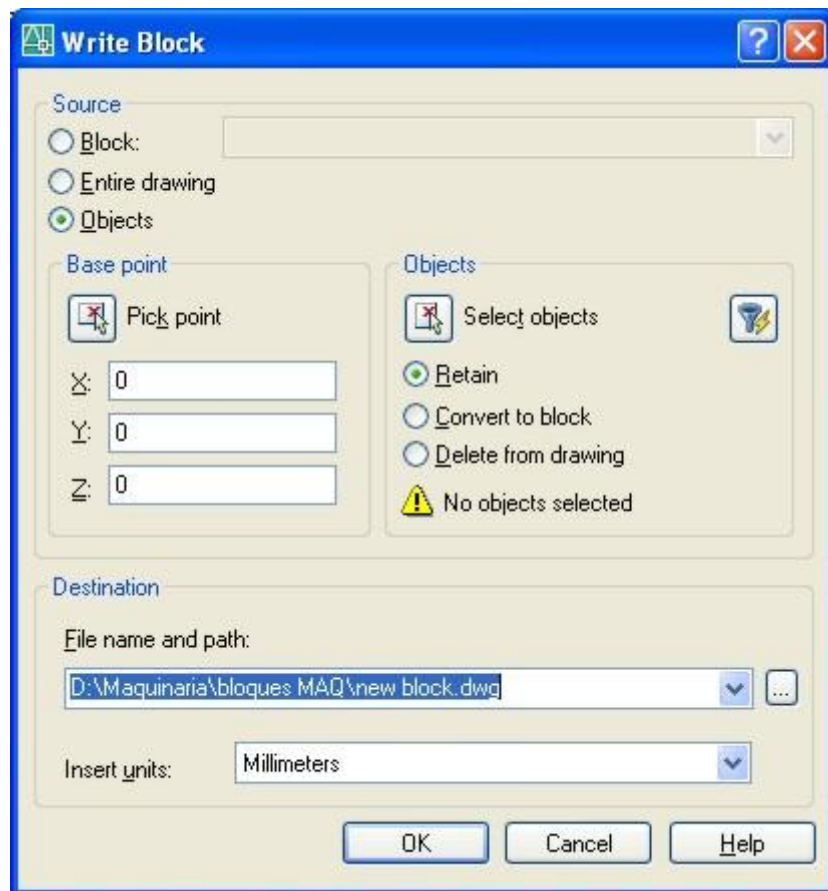 Write Block
Source
Block:
Entire drawing
Objects
Base point
Pick point
X: 0
Y: 0
Z: 0
Objects
Select objects
Retain
Convert to block
Delete from drawing
No objects selected
Destination
File name and path:
D:\Maquinaria\bloques MAQ\new block.dwg
...
Insert units: Millimeters
OK Cancel Help